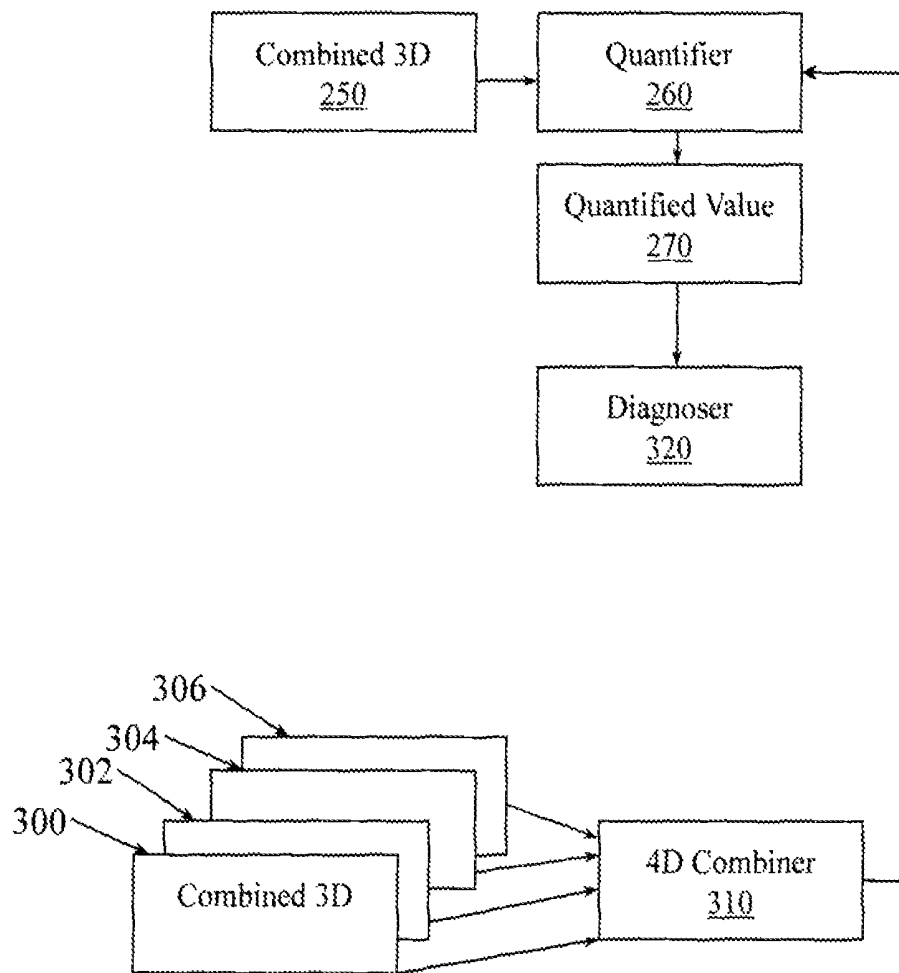 Combined 3D
250
Quantifier
260
Quantified Value
270
Diagnoser
320
306
304
302
300
Combined 3D
4D Combiner
310